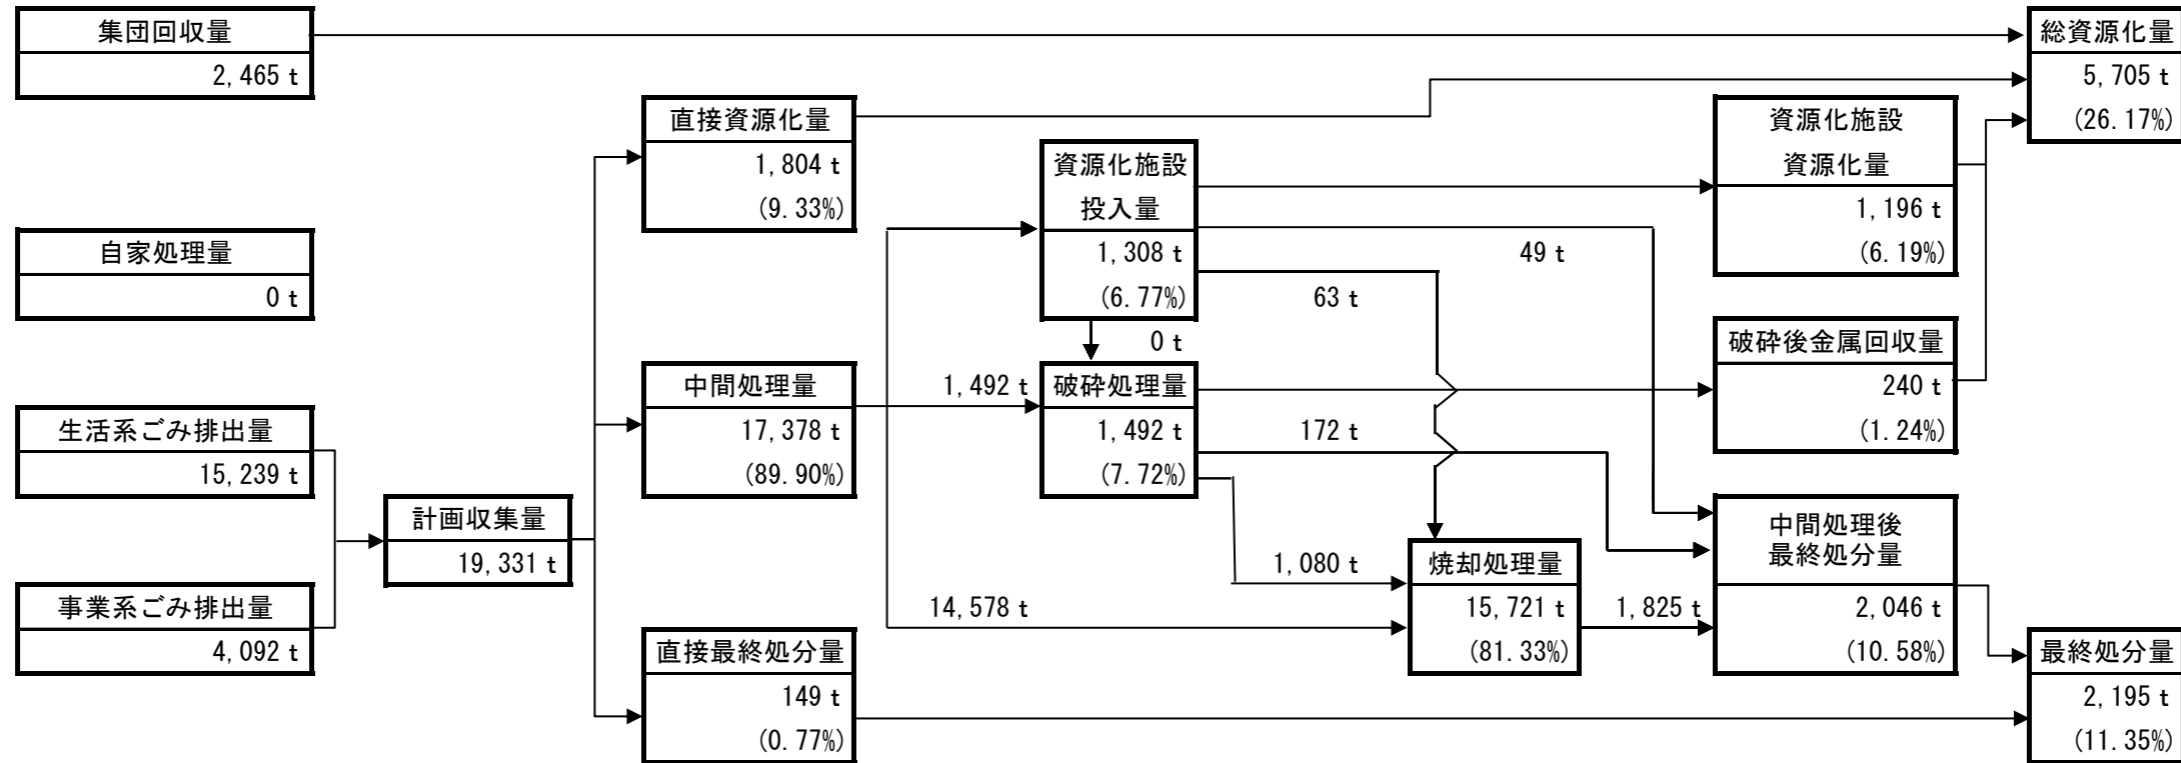 集団回収量
2,465 t
自家処理量
0 t
生活系ごみ排出量
15,239 t
事業系ごみ排出量
4,092 t
計画収集量
19,331 t
直接資源化量
1,804 t
(9.33%)
中間処理量
17,378 t
(89.90%)
直接最終処分量
149 t
(0.77%)
1,492 t
14,578 t
資源化施設
投入量
1,308 t
(6.77%)
0 t
破砕処理量
1,492 t
(7.72%)
49 t
63 t
172 t
1,080 t
焼却処理量
15,721 t
(81.33%)
1,825 t
資源化施設
資源化量
1,196 t
(6.19%)
破砕後金属回収量
240 t
(1.24%)
中間処理後
最終処分量
2,046 t
(10.58%)
総資源化量
5,705 t
(26.17%)
最終処分量
2,195 t
(11.35%)